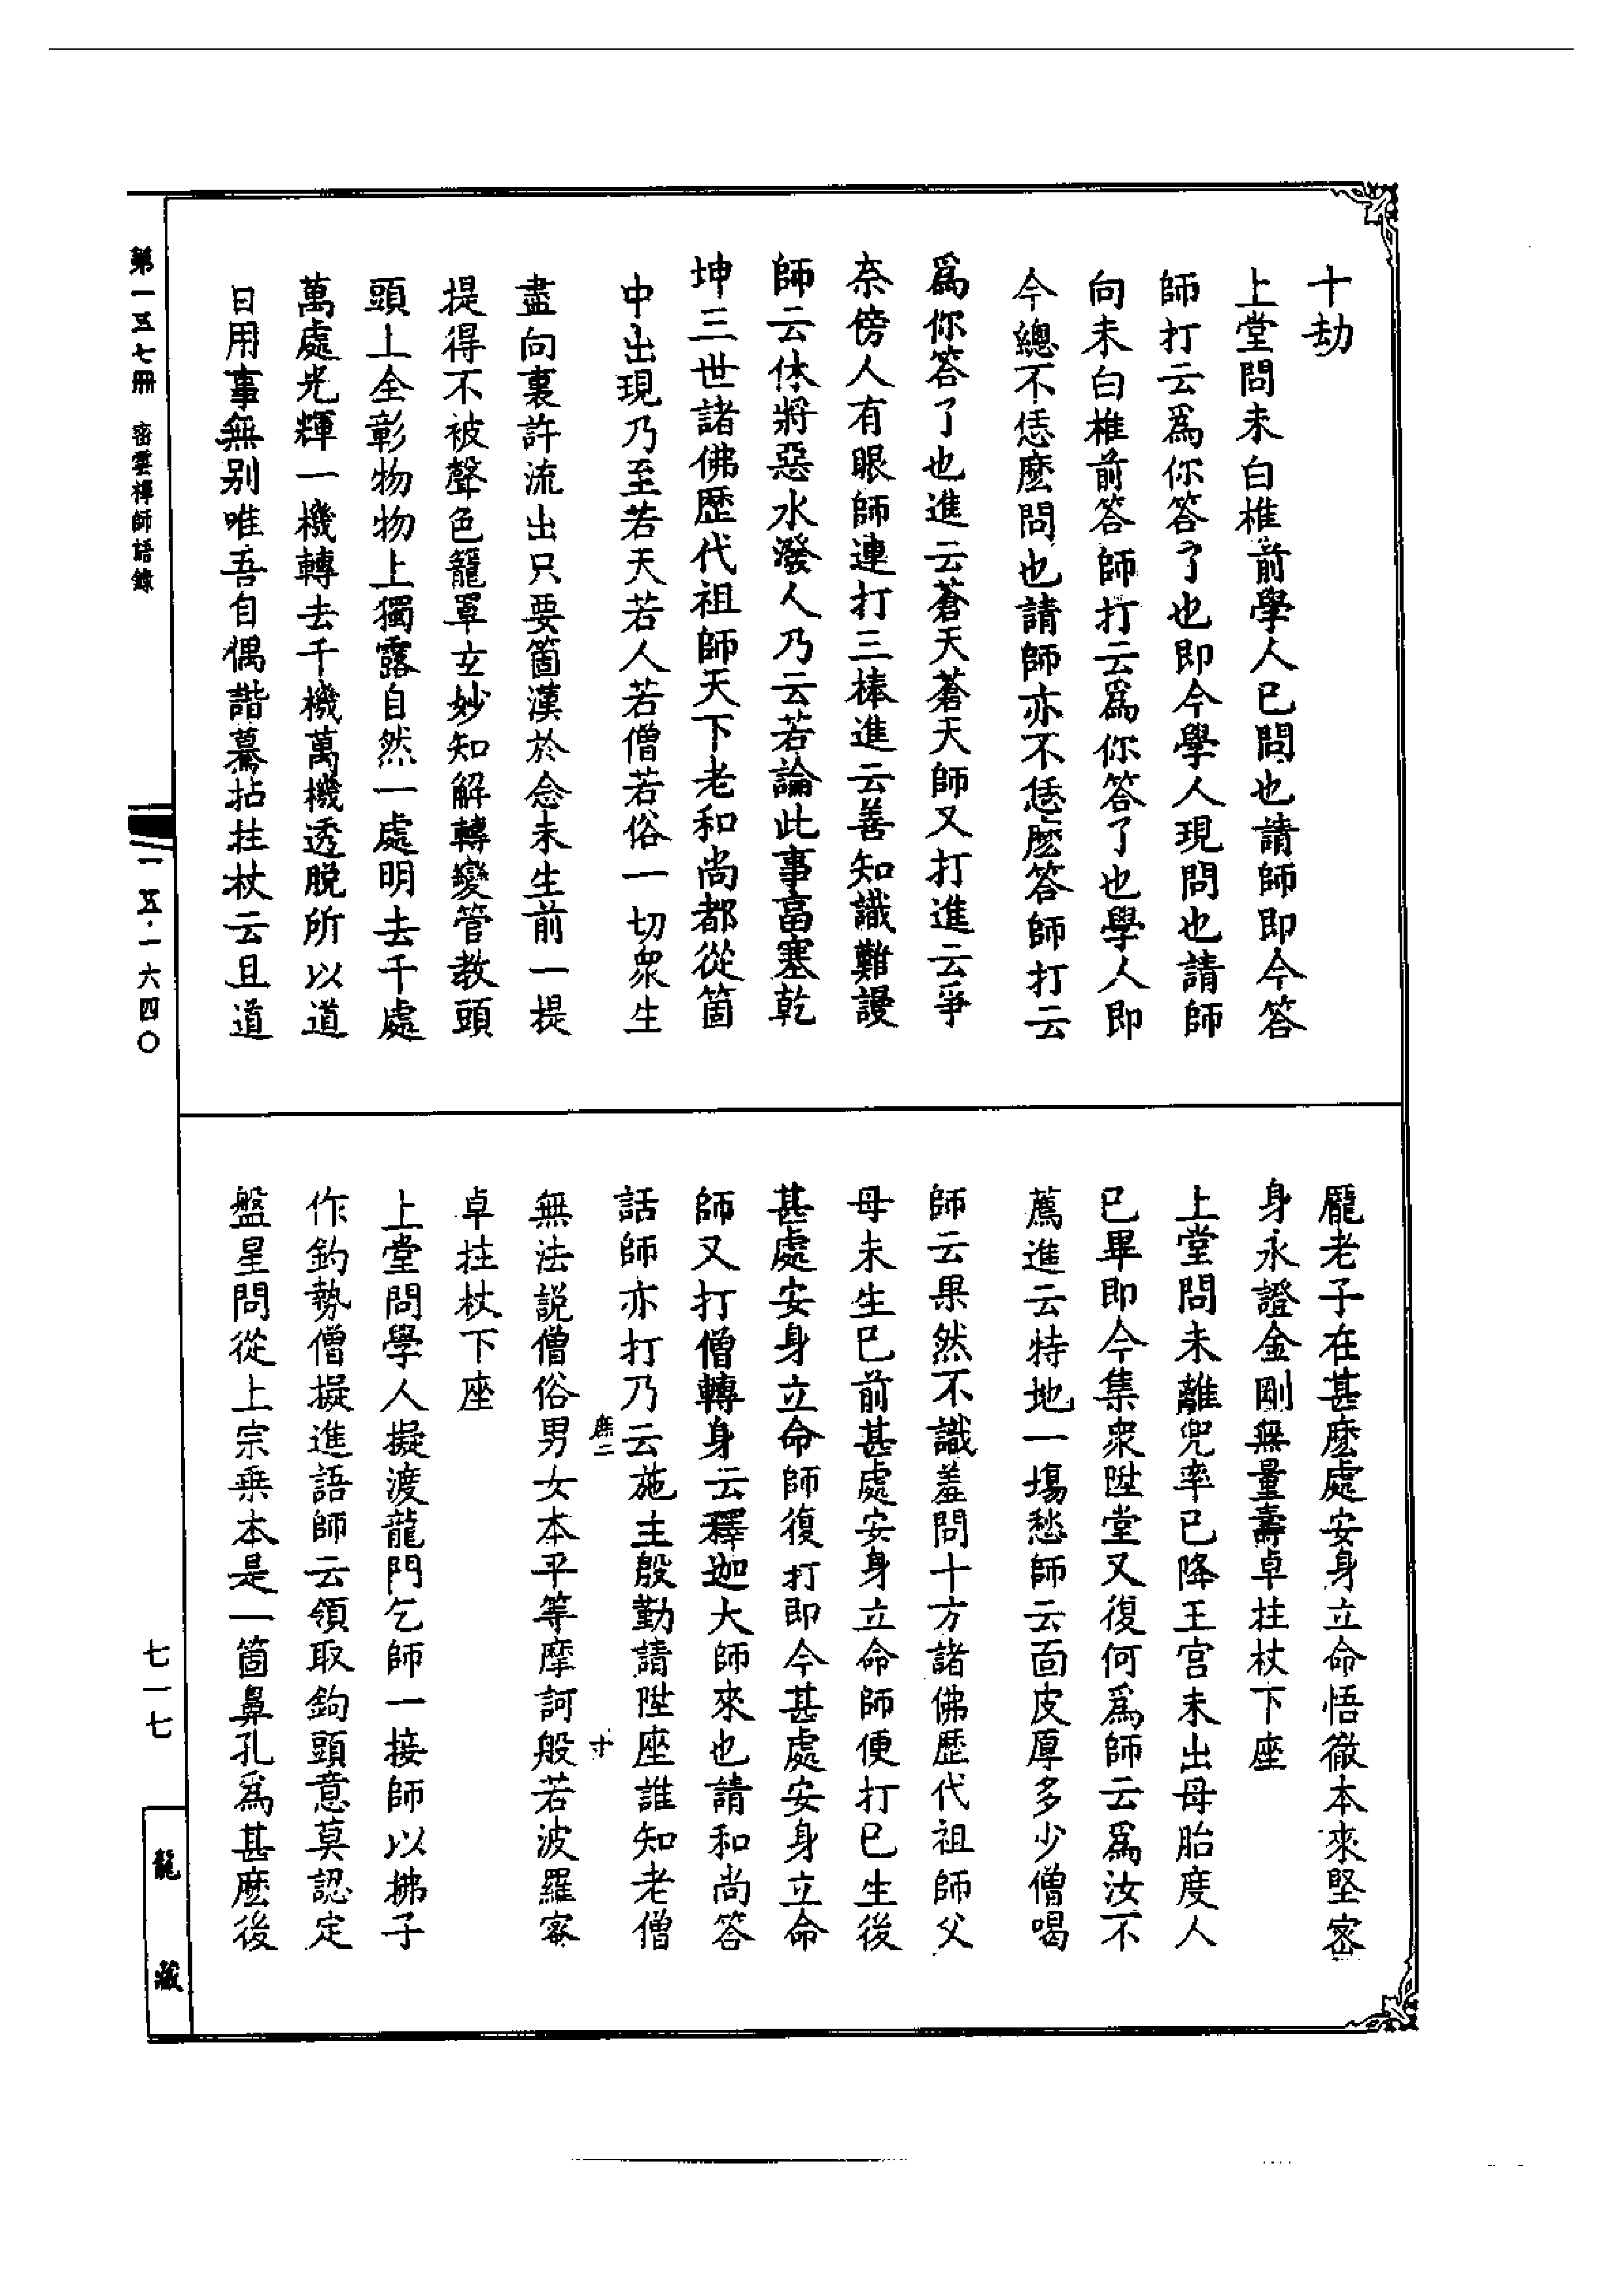 十劫
上堂問未白椎前學人已問也請師即今答
師打云爲你答了也即今學人現問也請師
向未白椎前答師打云爲你答了也學人即
今總不恁麽問也請師亦不恁麽答師打云
爲你答了也進云蒼天蒼天師又打進云爭
奈傍人有眼師連打三棒進云善知識難謾
師云休將惡水潑人乃云若論此事畐塞乾
坤三世諸佛歷代祖師天下老和尚都從箇
中出現乃至若天若人若僧若俗一切衆生
盡向裏許流出只要箇漢於念未生前一提
提得不被聲色籠罩立妙知解轉變管教頭
頭上全彰物物上獨露自然一處明去千處
萬處光輝一機轉去千機萬機透脫所以道
日用事無别唯吾自偶諧驀拈拄杖云且道
龎老子在甚麽處安身立命悟徹本來堅密
身永證金剛無量壽卓拄杖下座
上堂問未離兜率已降王宫未出母胎度人
已畢即今集衆陞堂又復何爲師云爲汝不
薦進云特地一塲愁師云面皮厚多少僧喝
師云果然不識羞問十方諸佛歷代祖師父
母未生已前甚處安身立命師便打已生後
甚處安身立命師復打即今甚處安身立命
師又打僧轉身云釋迦大師來也請和尚答
話師亦打乃云施主殷勤請陞座誰知老僧
無法説僧俗男女本平等摩訶般若波羅宻
卓拄杖下座
上堂問學人擬渡龍門乞師一接師以拂子
作釣勢僧擬進語師云領取鉤頭意莫認定
盤星問從上宗乗本是一箇鼻孔爲甚麽後
第一五七冊　密雲禪師語錄
一五·一六四〇
七一七
龍藏